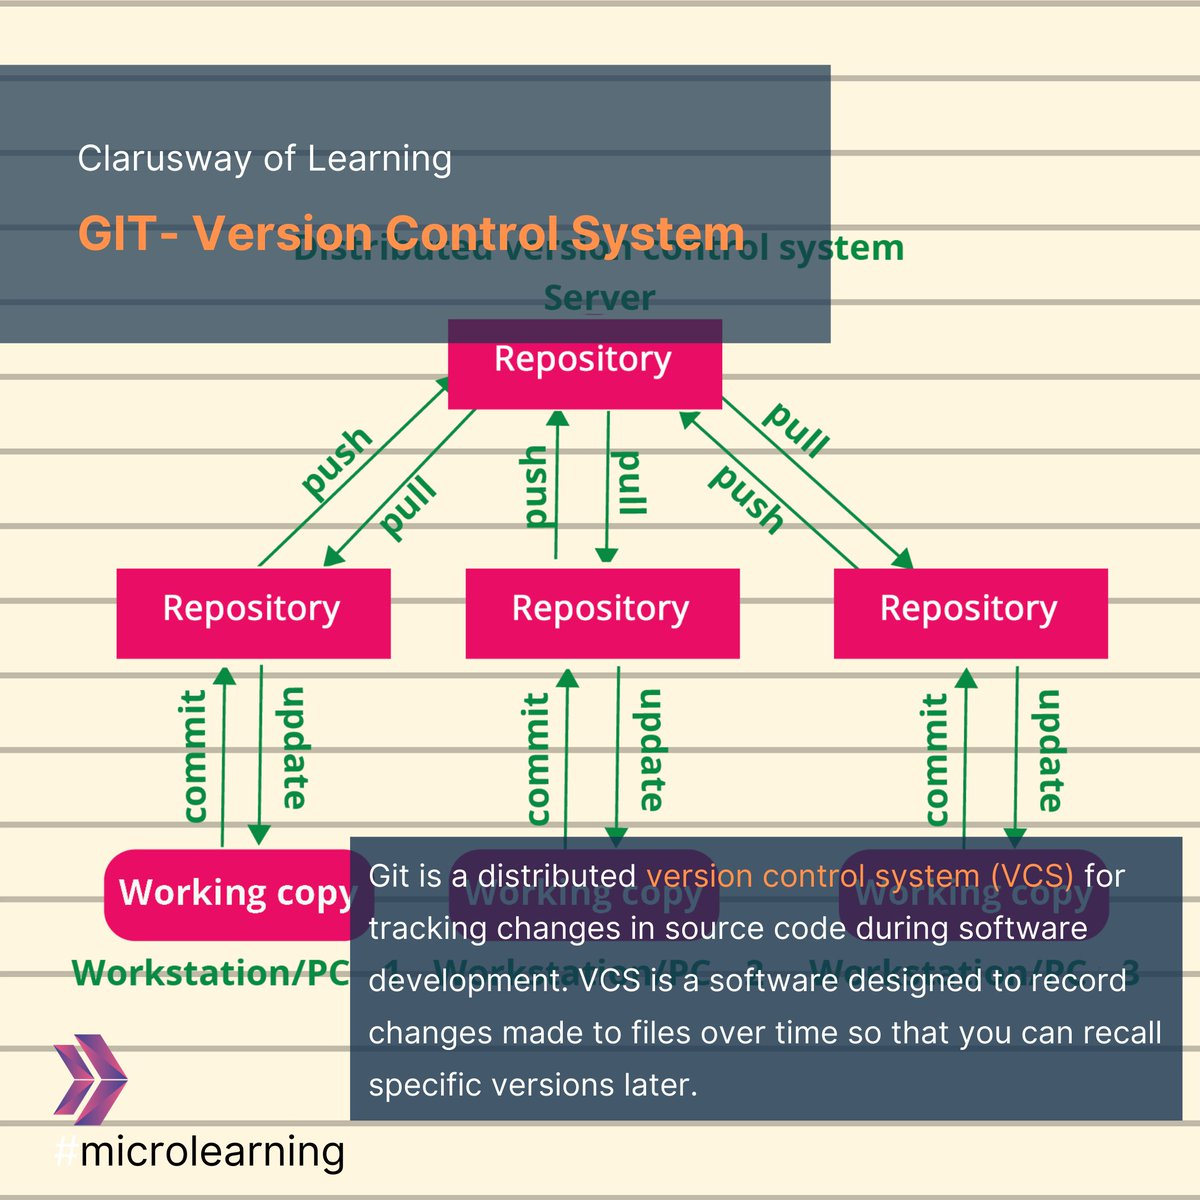 Clarusway of Learning
GIT- Version Control System
Distributed version control system
Server
Repository
push
pull
push
pull
push
pull
Repository
Repository
Repository
commit
update
commit
update
commit
update
Working copy
Working copy
Working copy
Workstation/PC 1
Workstation/PC 2
Workstation/PC 3
Git is a distributed version control system (VCS) for
tracking changes in source code during software
development. VCS is a software designed to record
changes made to files over time so that you can recall
specific versions later.
#microlearning